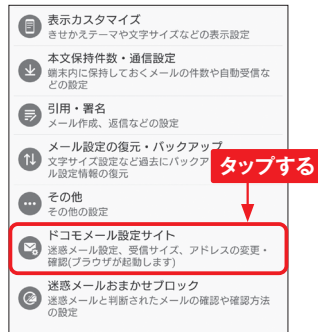 表示カスタマイズ
きせかえテーマや文字サイズなどの表示設定
本文保持件数・通信設定
端末内に保持しておくメールの件数や自動受信な
どの設定
引用・署名
メール作成、返信などの設定
メール設定の復元・バックアップ
文字サイズ設定など過去にバックア
ル設定情報の復元
タップする
その他
その他の設定
ドコモメール設定サイト
迷惑メール設定、受信サイズ、アドレスの変更・
確認(ブラウザが起動します)
迷惑メールおまかせブロック
迷惑メールと判断されたメールの確認や確認方法
の設定